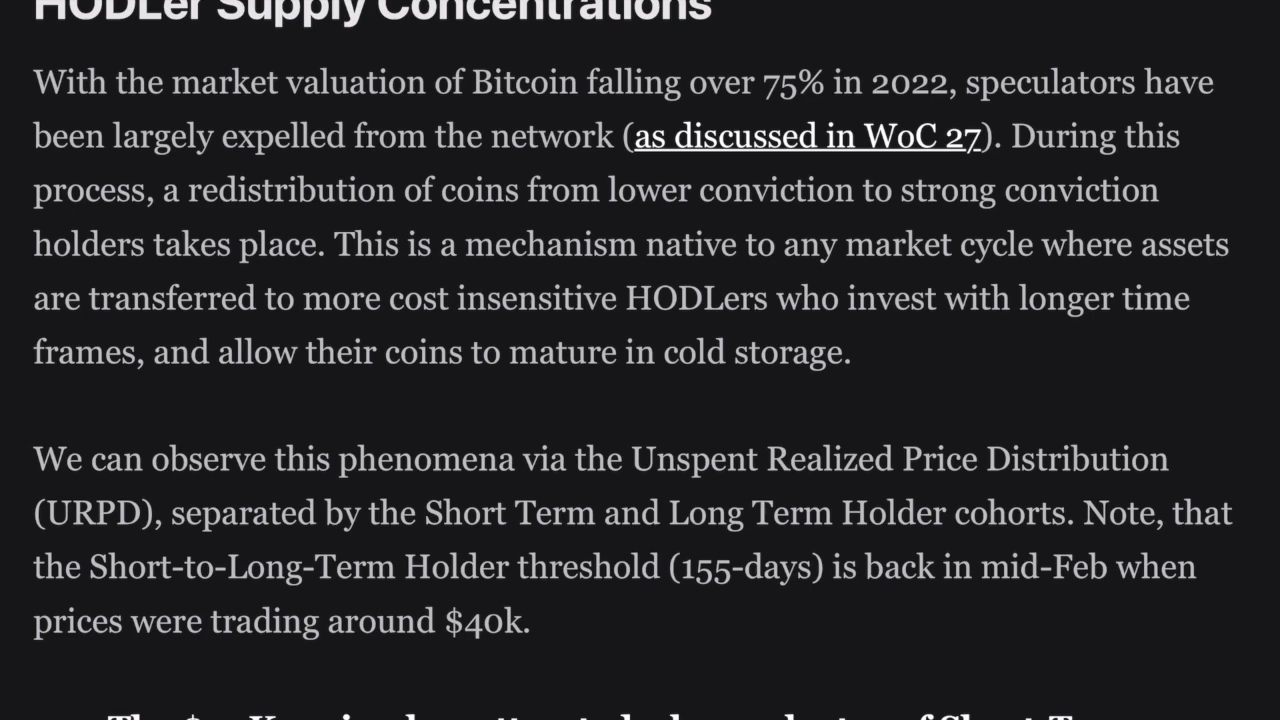 HODLer Supply Concentrations
With the market valuation of Bitcoin falling over 75% in 2022, speculators have
been largely expelled from the network (as discussed in WoC 27). During this
process, a redistribution of coins from lower conviction to strong conviction
holders takes place. This is a mechanism native to any market cycle where assets
are transferred to more cost insensitive HODLers who invest with longer time
frames, and allow their coins to mature in cold storage.
We can observe this phenomena via the Unspent Realized Price Distribution
(URPD), separated by the Short Term and Long Term Holder cohorts. Note, that
the Short-to-Long-Term Holder threshold (155-days) is back in mid-Feb when
prices were trading around $40k.